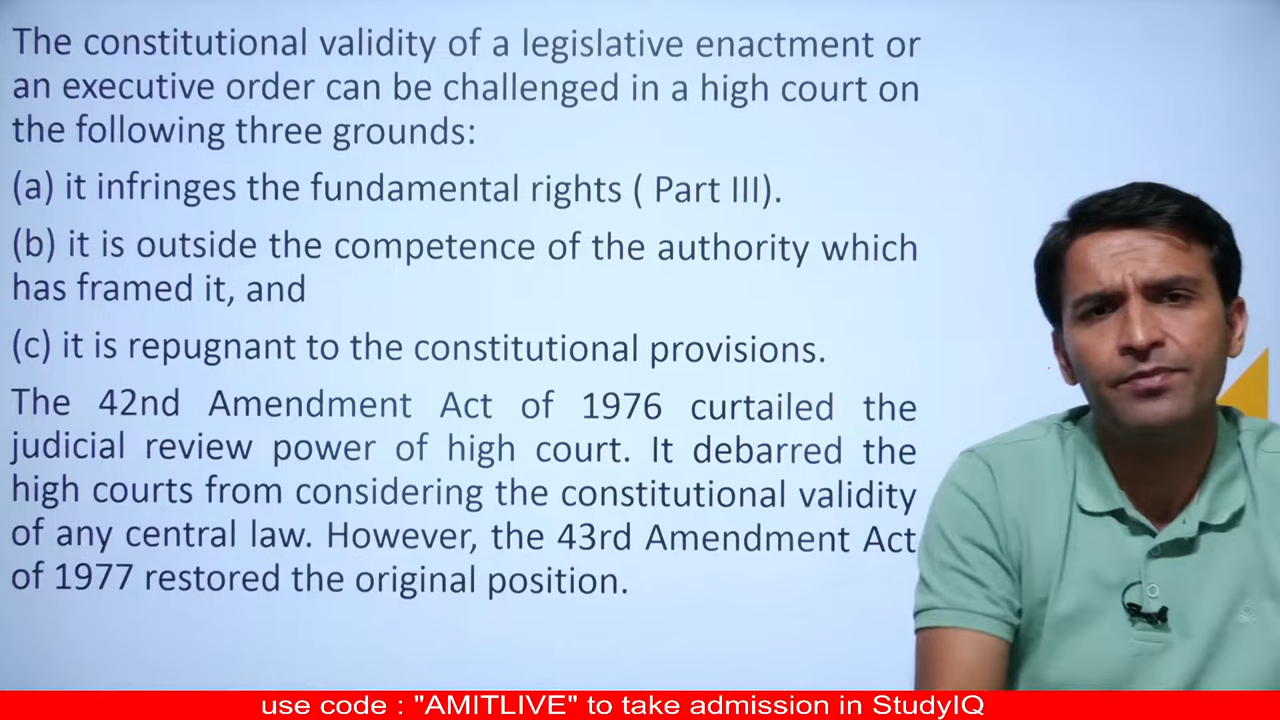 The constitutional validity of a legislative enactment or
an executive order can be challenged in a high court on
the following three grounds:
(a) it infringes the fundamental rights ( Part III).
(b) it is outside the competence of the authority which
has framed it, and
(c) it is repugnant to the constitutional provisions.
The 42nd Amendment Act of 1976 curtailed the
judicial review power of high court. It debarred the
high courts from considering the constitutional validity
of any central law. However, the 43rd Amendment Act
of 1977 restored the original position.
use code : "AMITLIVE" to take admission in StudyIQ